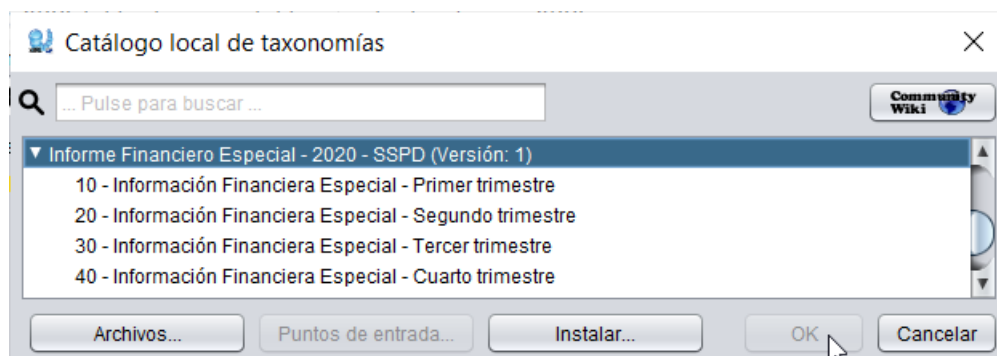 Catálogo local de taxonomías
... Pulse para buscar ...
Community
Wiki
Informe Financiero Especial - 2020 - SSPD (Versión: 1)
10 - Información Financiera Especial - Primer trimestre
20 - Información Financiera Especial - Segundo trimestre
30 - Información Financiera Especial - Tercer trimestre
40 - Información Financiera Especial - Cuarto trimestre
Archivos... Puntos de entrada... Instalar... OK Cancelar